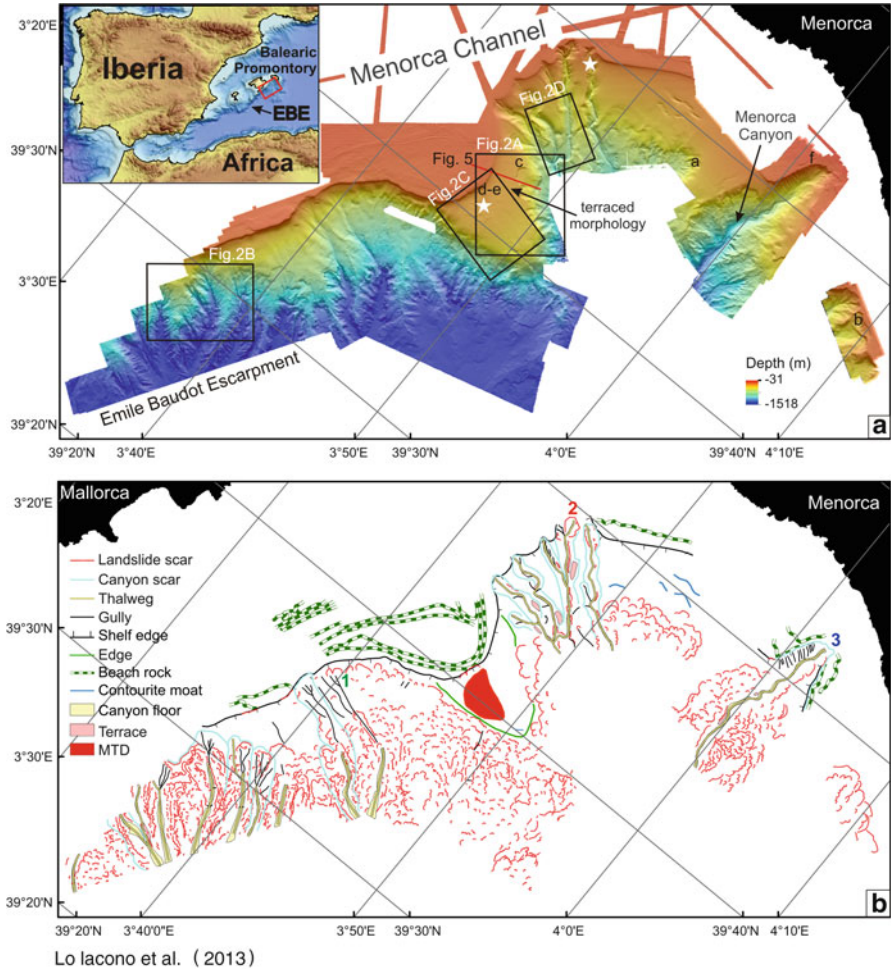 3°20'E
Iberia
Balearic
Promontory
EBE
Africa
Menorca Channel
Menorca
Fig.2D
Menorca
Canyon
39°30'N
Fig.2A
Fig. 5
c
a
f
Fig.2C
d-e
terraced
morphology
3°30'E
Fig.2B
b
Depth (m)
-31
-1518
Emile Baudot Escarpment
39°20'N
a
39°20'N
3°40'E
3°50'E
39°30'N
4°0'E
39°40'N
4°10'E
3°20'E
Mallorca
Menorca
2
Landslide scar
Canyon scar
Thalweg
Gully
Shelf edge
Edge
Beach rock
Contourite moat
Canyon floor
Terrace
MTD
39°30'N
3
1
3°30'E
39°20'N
b
39°20'N
3°40'E
3°50'E
39°30'N
4°0'E
39°40'N
4°10'E
Lo Iacono et al. ( 2013)